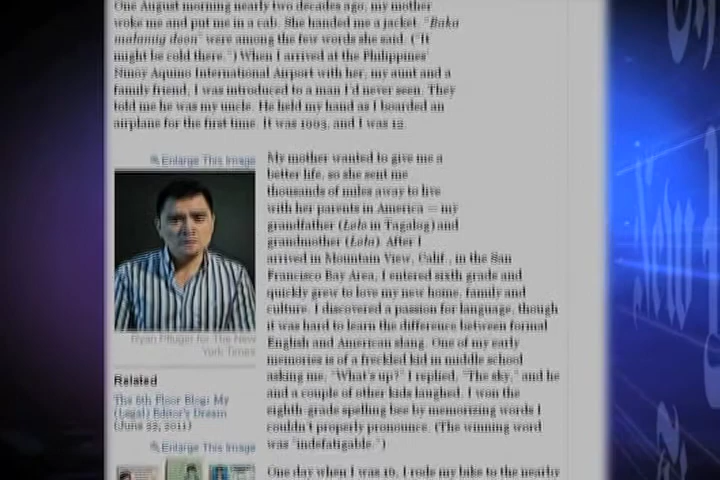 One August morning nearly two decades ago, my mother
woke me and put me in a cab. She handed me a jacket. "Baka
malamig doon" were among the few words she said. ("It
might be cold there.") When I arrived at the Philippines'
Ninoy Aquino International Airport with her, my aunt and a
family friend, I was introduced to a man I'd never seen. They
told me he was my uncle. He held my hand as I boarded an
airplane for the first time. It was 1993, and I was 12.
Enlarge This Image
Ryan Pfluger for The New
York Times
Related
The 6th Floor Blog: My
(Legal) Editor's Dream
(June 22, 2011)
Enlarge This Image
My mother wanted to give me a
better life, so she sent me
thousands of miles away to live
with her parents in America — my
grandfather (Lolo in Tagalog) and
grandmother (Lola). After I
arrived in Mountain View, Calif., in the San
Francisco Bay Area, I entered sixth grade and
quickly grew to love my new home, family and
culture. I discovered a passion for language, though
it was hard to learn the difference between formal
English and American slang. One of my early
memories is of a freckled kid in middle school
asking me, "What's up?" I replied, "The sky," and he
and a couple of other kids laughed. I won the
eighth-grade spelling bee by memorizing words I
couldn't properly pronounce. (The winning word
was "indefatigable.")
One day when I was 16, I rode my bike to the nearby
New